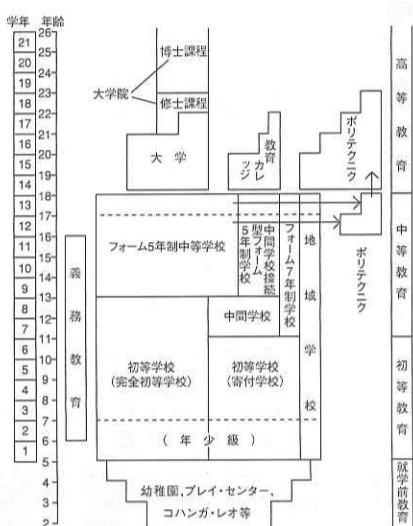 学年 年齢
26
21
25
20
24
19
23
18
22
17
21
16
20
15
19
14
18
13
17
12
16
11
15
10
14
9
13
8
12
7
11
6
10
5
9
4
8
3
7
2
6
1
5
4
3
2
義務教育
博士課程
大学院
修士課程
大学
教育
カレッジ
ポリテクニク
フォーム5年制中等学校
中間学校接続
型フォーム
5年制学校
フォーム7年制学校
地域学校
ポリテクニク
中間学校
初等学校
(完全初等学校)
初等学校
(寄付学校)
(年少級)
幼稚園,プレイ・センター,
コハンガ・レオ等
高等教育
中等教育
初等教育
就学前教育